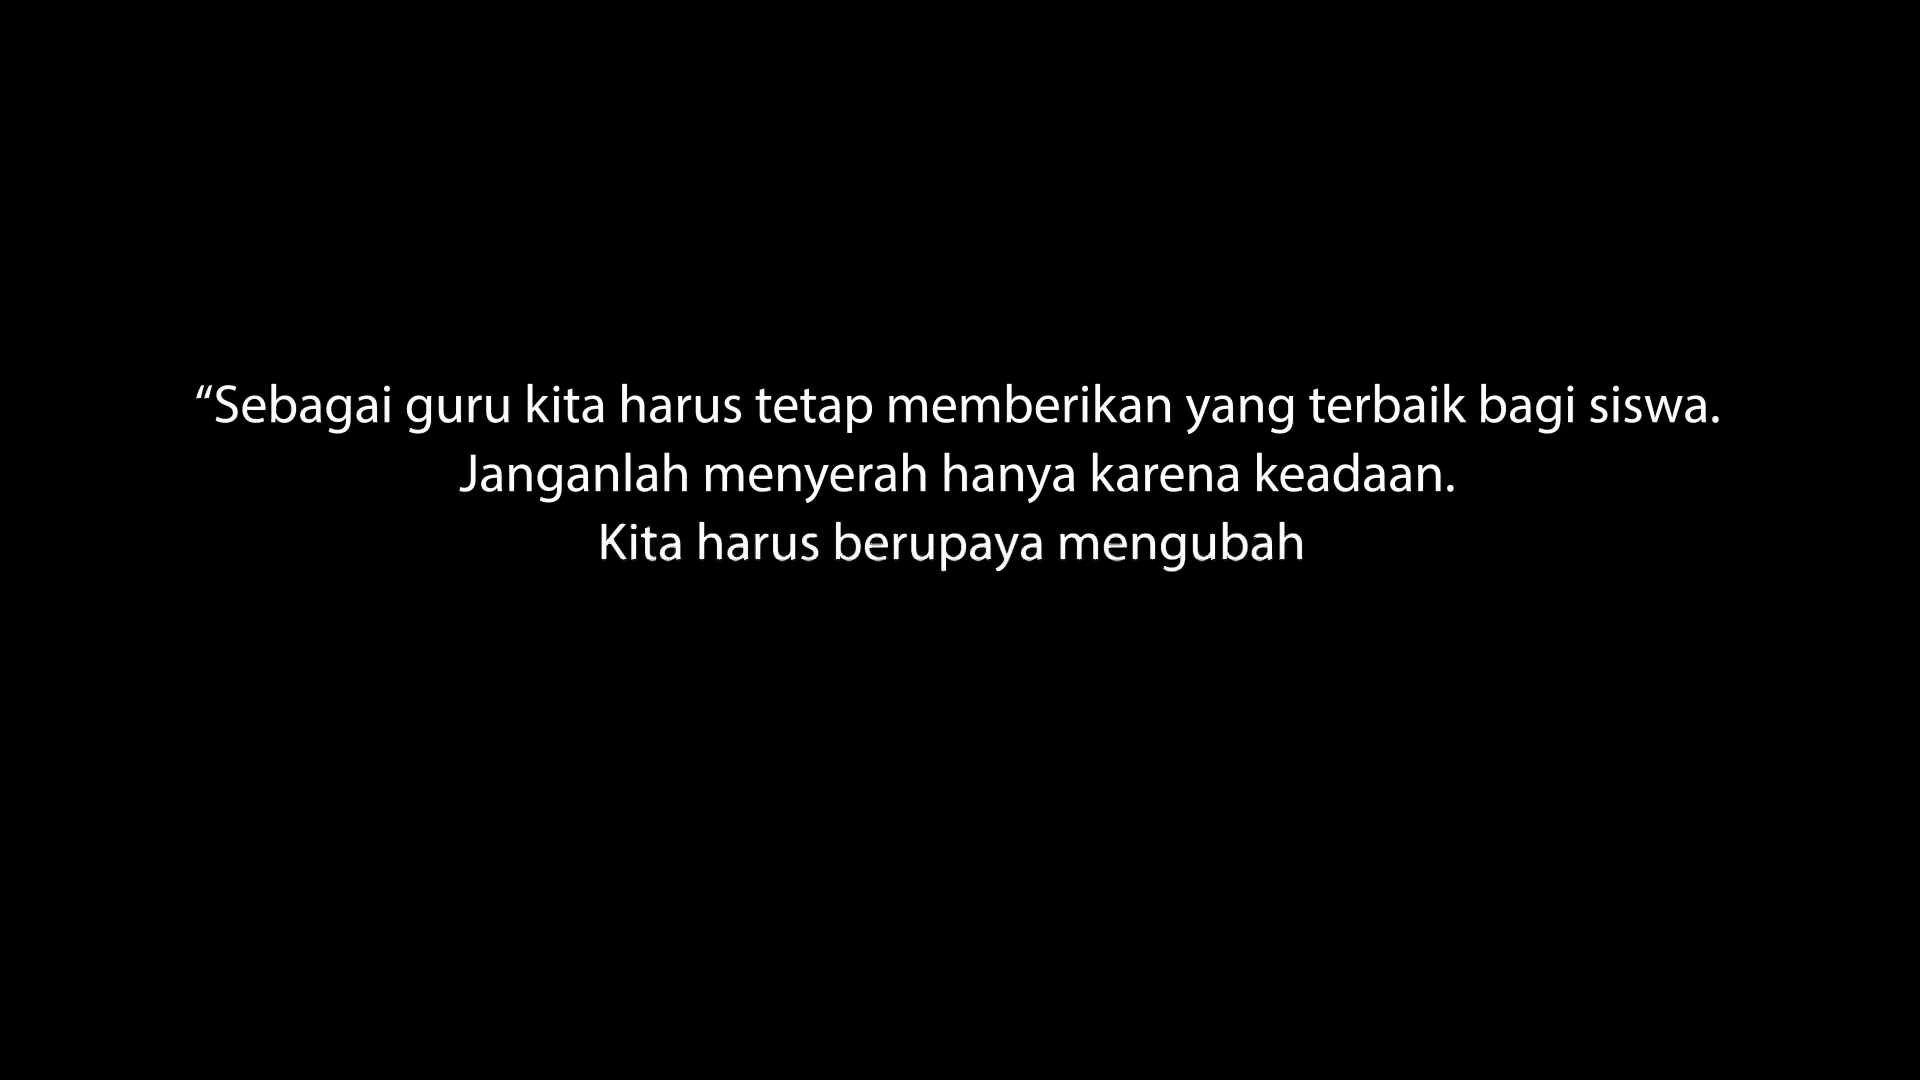 “Sebagai guru kita harus tetap memberikan yang terbaik bagi siswa.
Janganlah menyerah hanya karena keadaan.
Kita harus berupaya mengubah